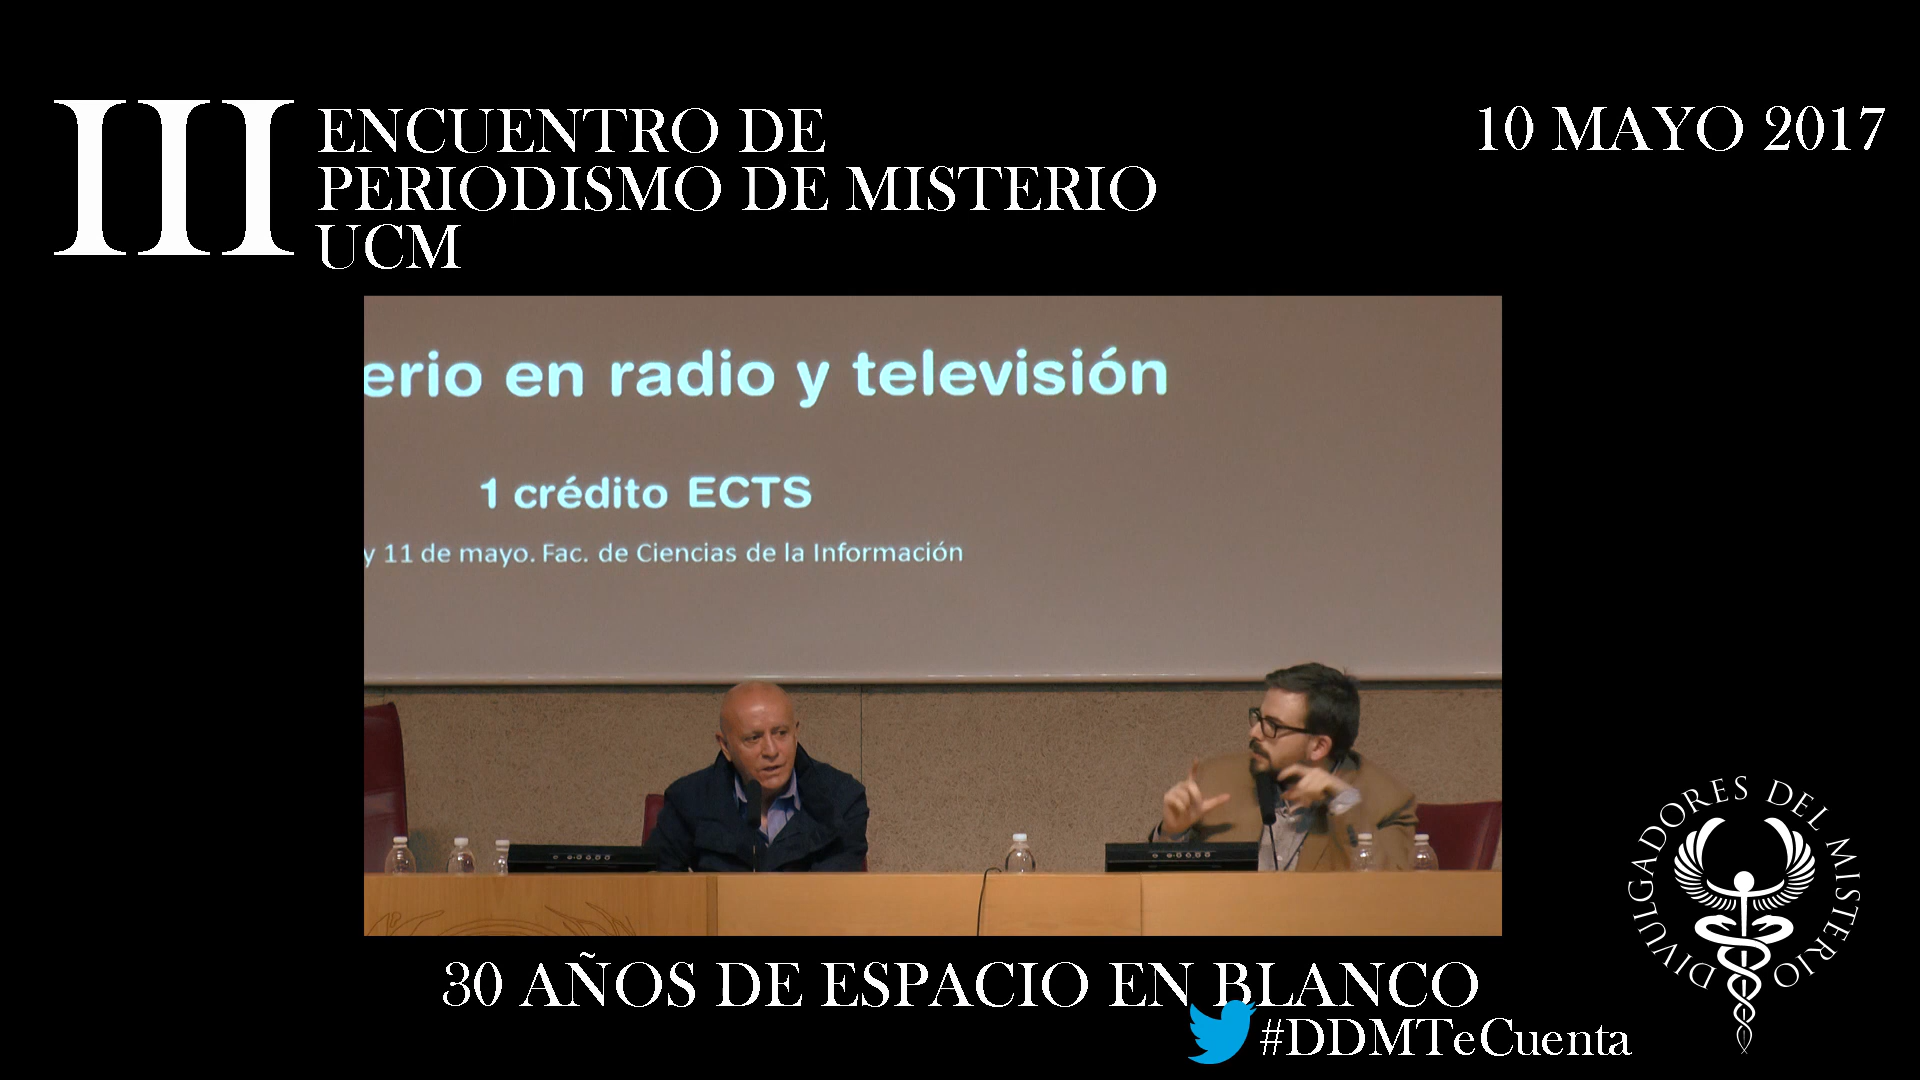 III
ENCUENTRO DE
PERIODISMO DE MISTERIO
UCM
10 MAYO 2017
erio en radio y televisión
1 crédito ECTS
y 11 de mayo. Fac. de Ciencias de la Información
30 AÑOS DE ESPACIO EN BLANCO
#DDMTeCuenta
DIVULGADORES DEL MISTERIO